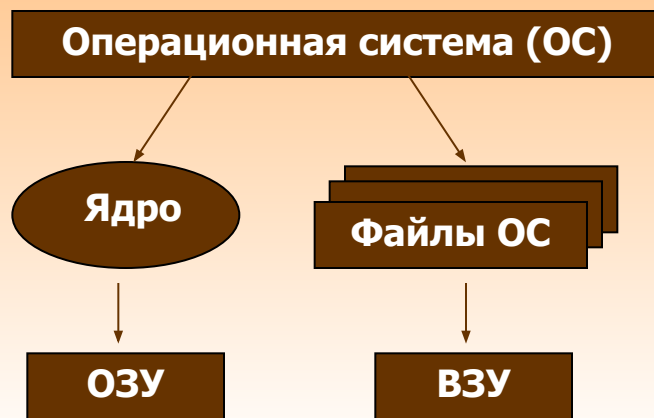 Операционная система (ОС)
Ядро
Файлы ОС
ОЗУ
ВЗУ